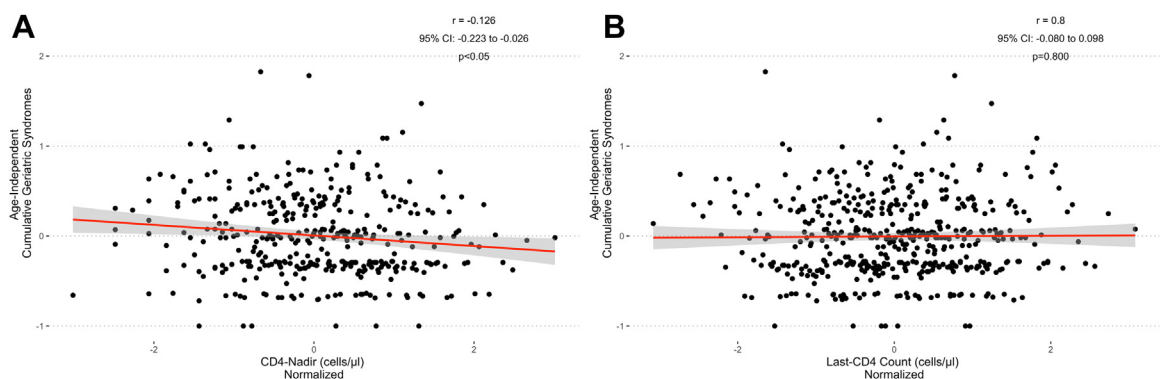 A
r = -0.126
95% CI: -0.223 to -0.026
p<0.05
Age-Independent
Cumulative Geriatric Syndromes
2
1
0
-1
-2
0
2
CD4-Nadir (cells/µl)
Normalized
B
r = 0.8
95% CI: -0.080 to 0.098
p=0.800
Age-Independent
Cumulative Geriatric Syndromes
2
1
0
-1
-2
0
2
Last-CD4 Count (cells/µl)
Normalized